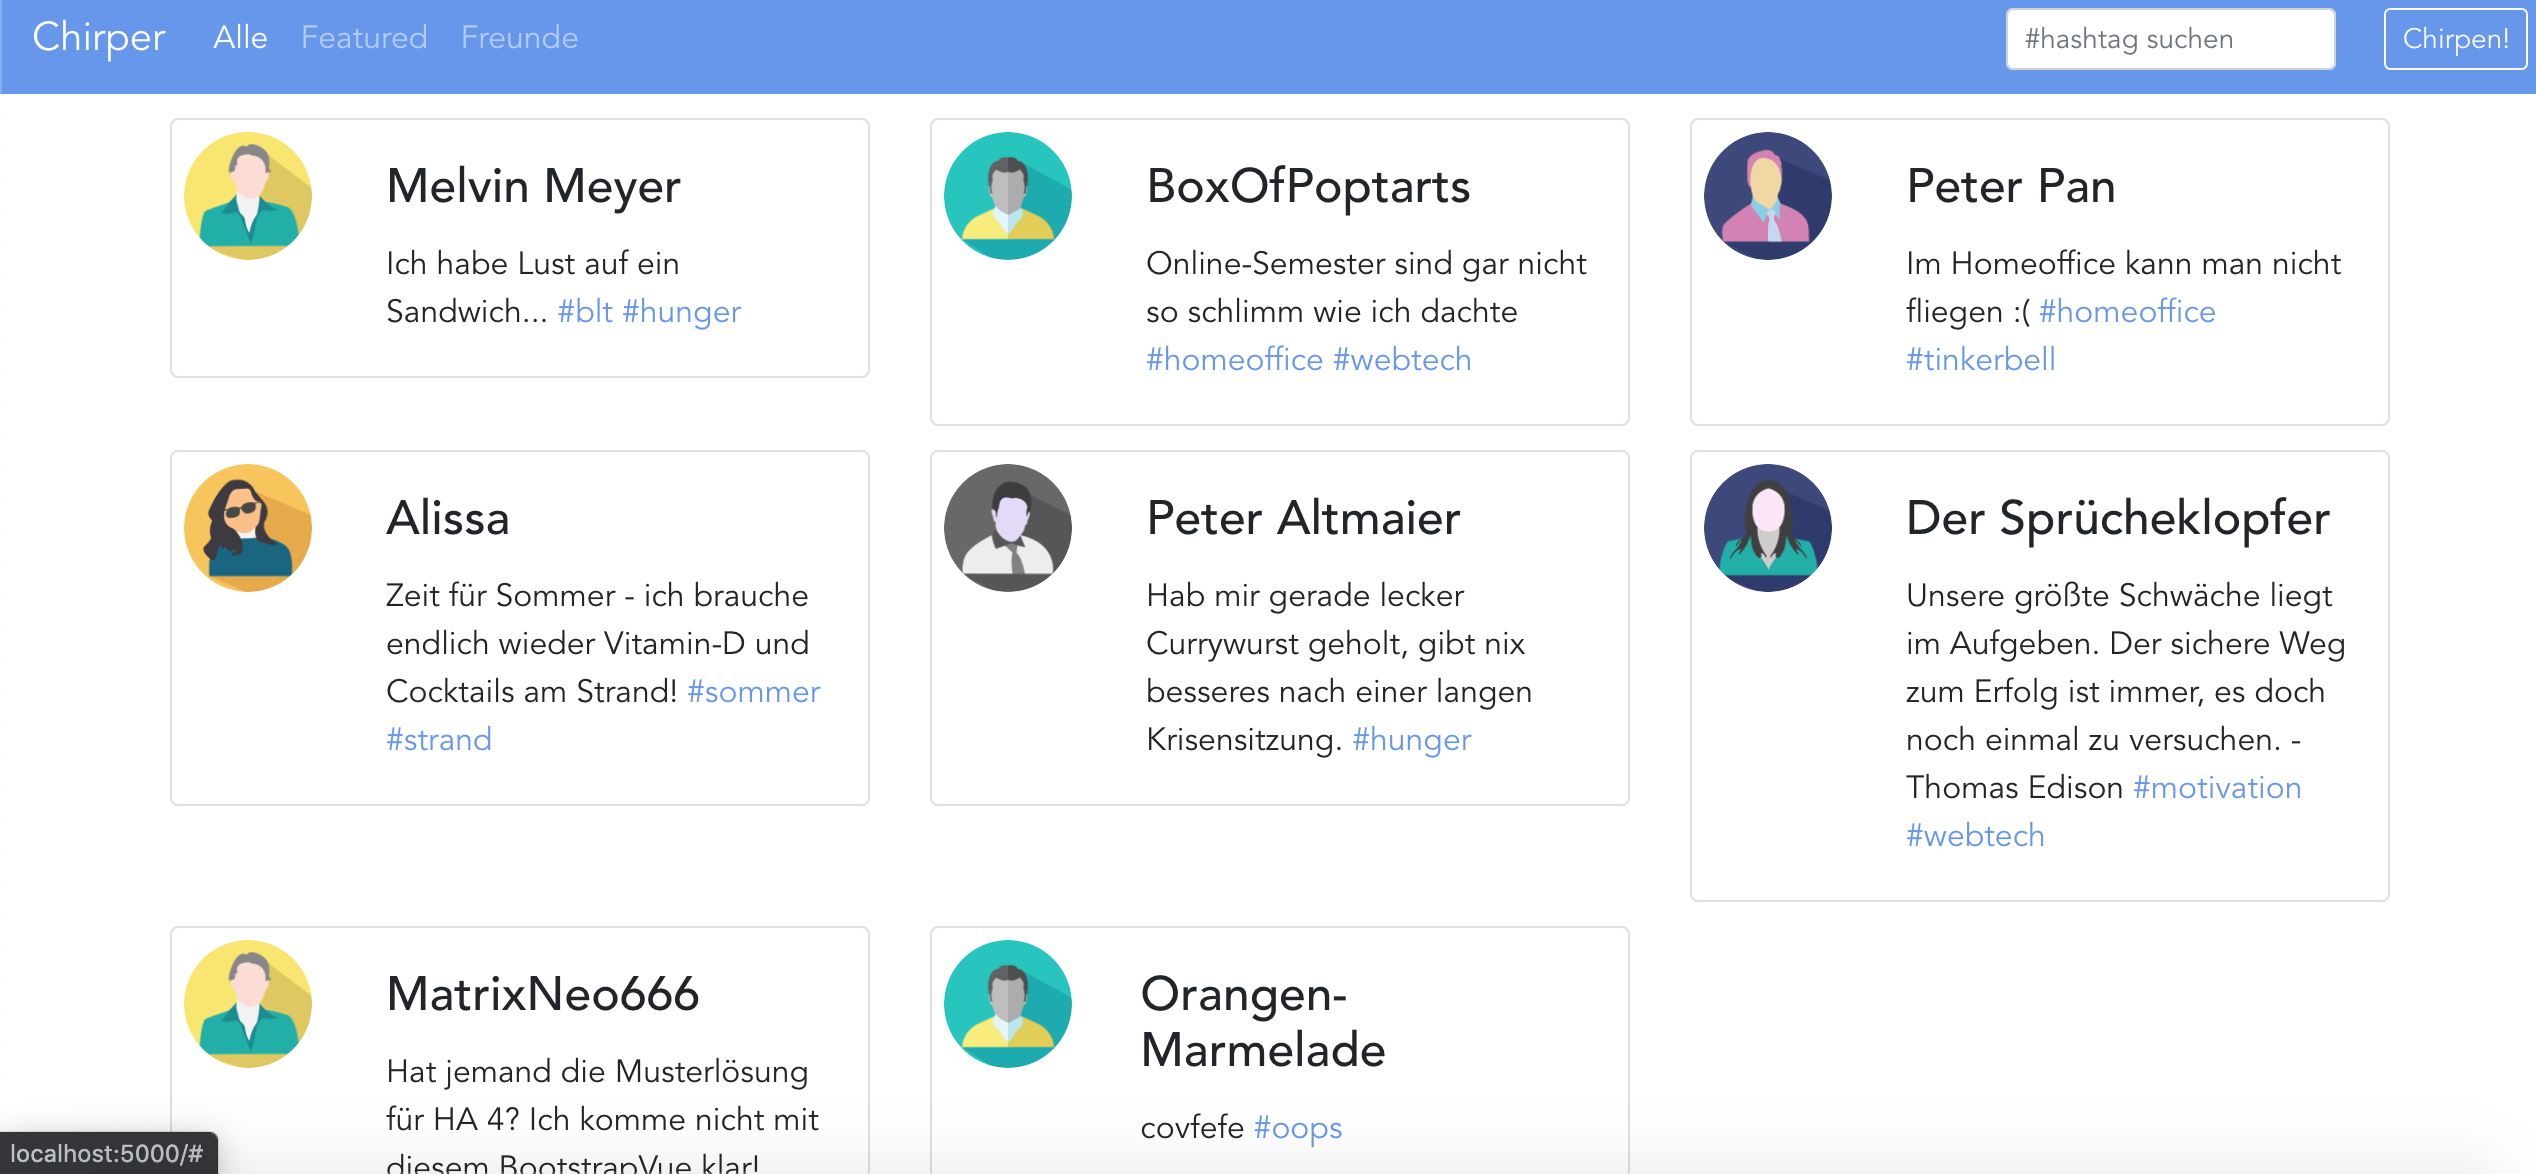 Chirper Alle Featured Freunde #hashtag suchen Chirpen!
Melvin Meyer
Ich habe Lust auf ein
Sandwich... #blt #hunger
BoxOfPoptarts
Online-Semester sind gar nicht
so schlimm wie ich dachte
#homeoffice #webtech
Peter Pan
Im Homeoffice kann man nicht
fliegen :( #homeoffice
#tinkerbell
Alissa
Zeit für Sommer - ich brauche
endlich wieder Vitamin-D und
Cocktails am Strand! #sommer
#strand
Peter Altmaier
Hab mir gerade lecker
Currywurst geholt, gibt nix
besseres nach einer langen
Krisensitzung. #hunger
Der Sprücheklopfer
Unsere größte Schwäche liegt
im Aufgeben. Der sichere Weg
zum Erfolg ist immer, es doch
noch einmal zu versuchen. -
Thomas Edison #motivation
#webtech
MatrixNeo666
Hat jemand die Musterlösung
für HA 4? Ich komme nicht mit
diesem BootstrapVue klar!
Orangen-
Marmelade
covfefe #oops
localhost:5000/#